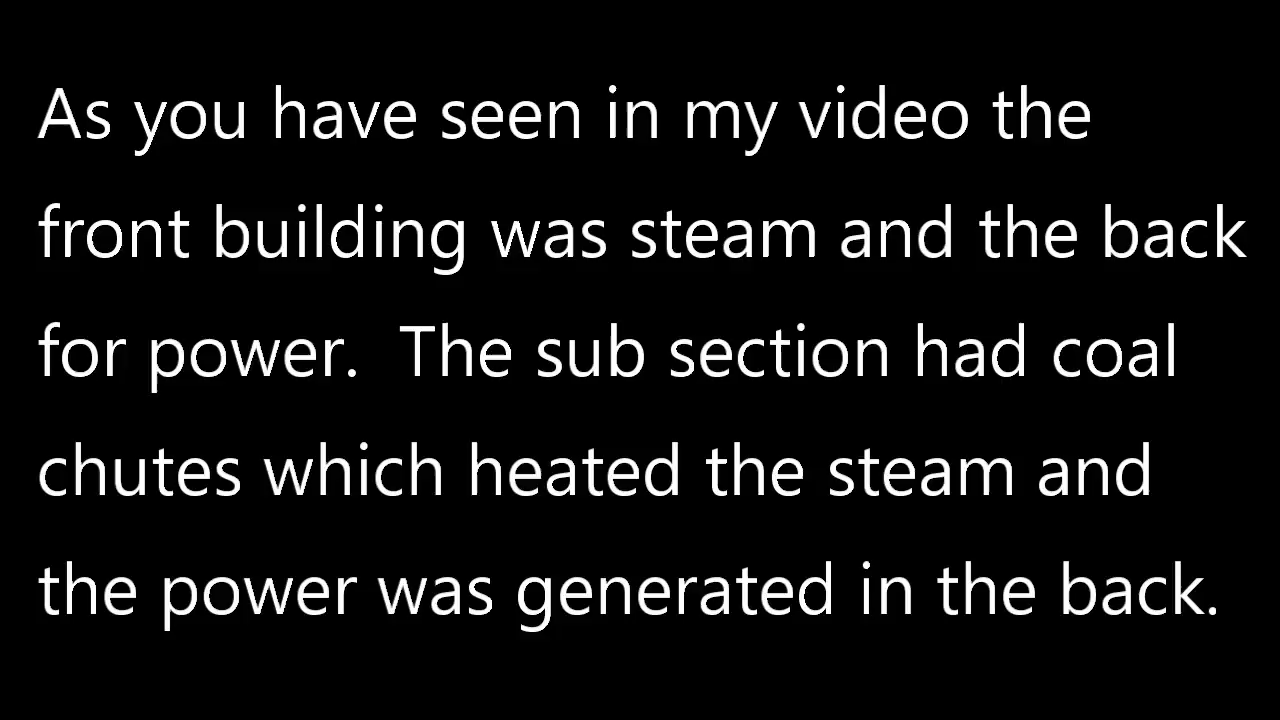 As you have seen in my video the
front building was steam and the back
for power.  The sub section had coal
chutes which heated the steam and
the power was generated in the back.